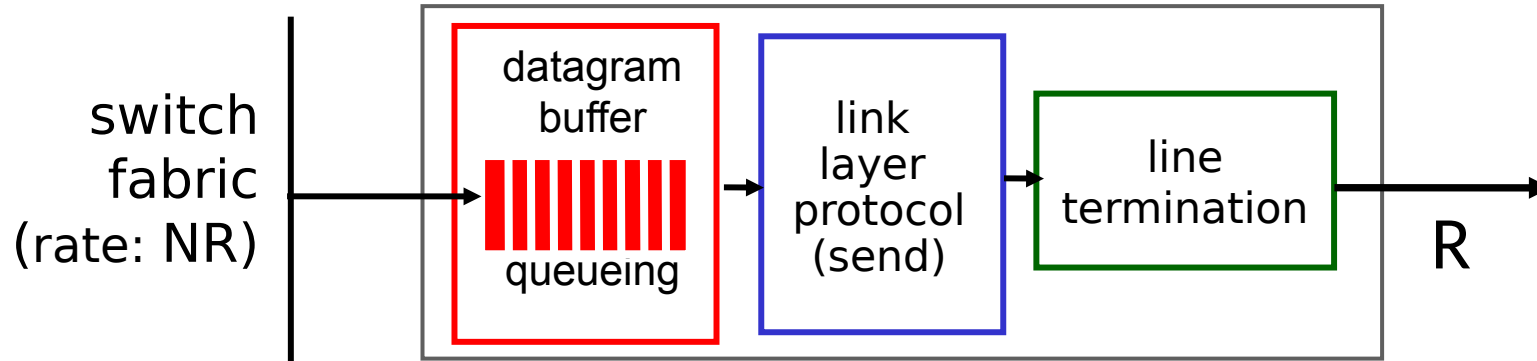 switch
fabric
(rate: NR)
datagram
buffer
queueing
link
layer
protocol
(send)
line
termination
R